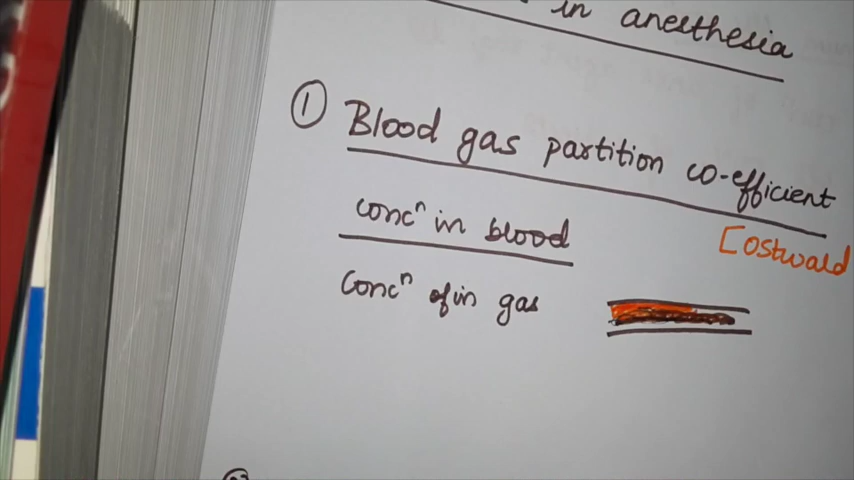 in anesthesia
① Blood gas partition co-efficient
concⁿ in blood
[Ostwald
Concⁿ of in gas